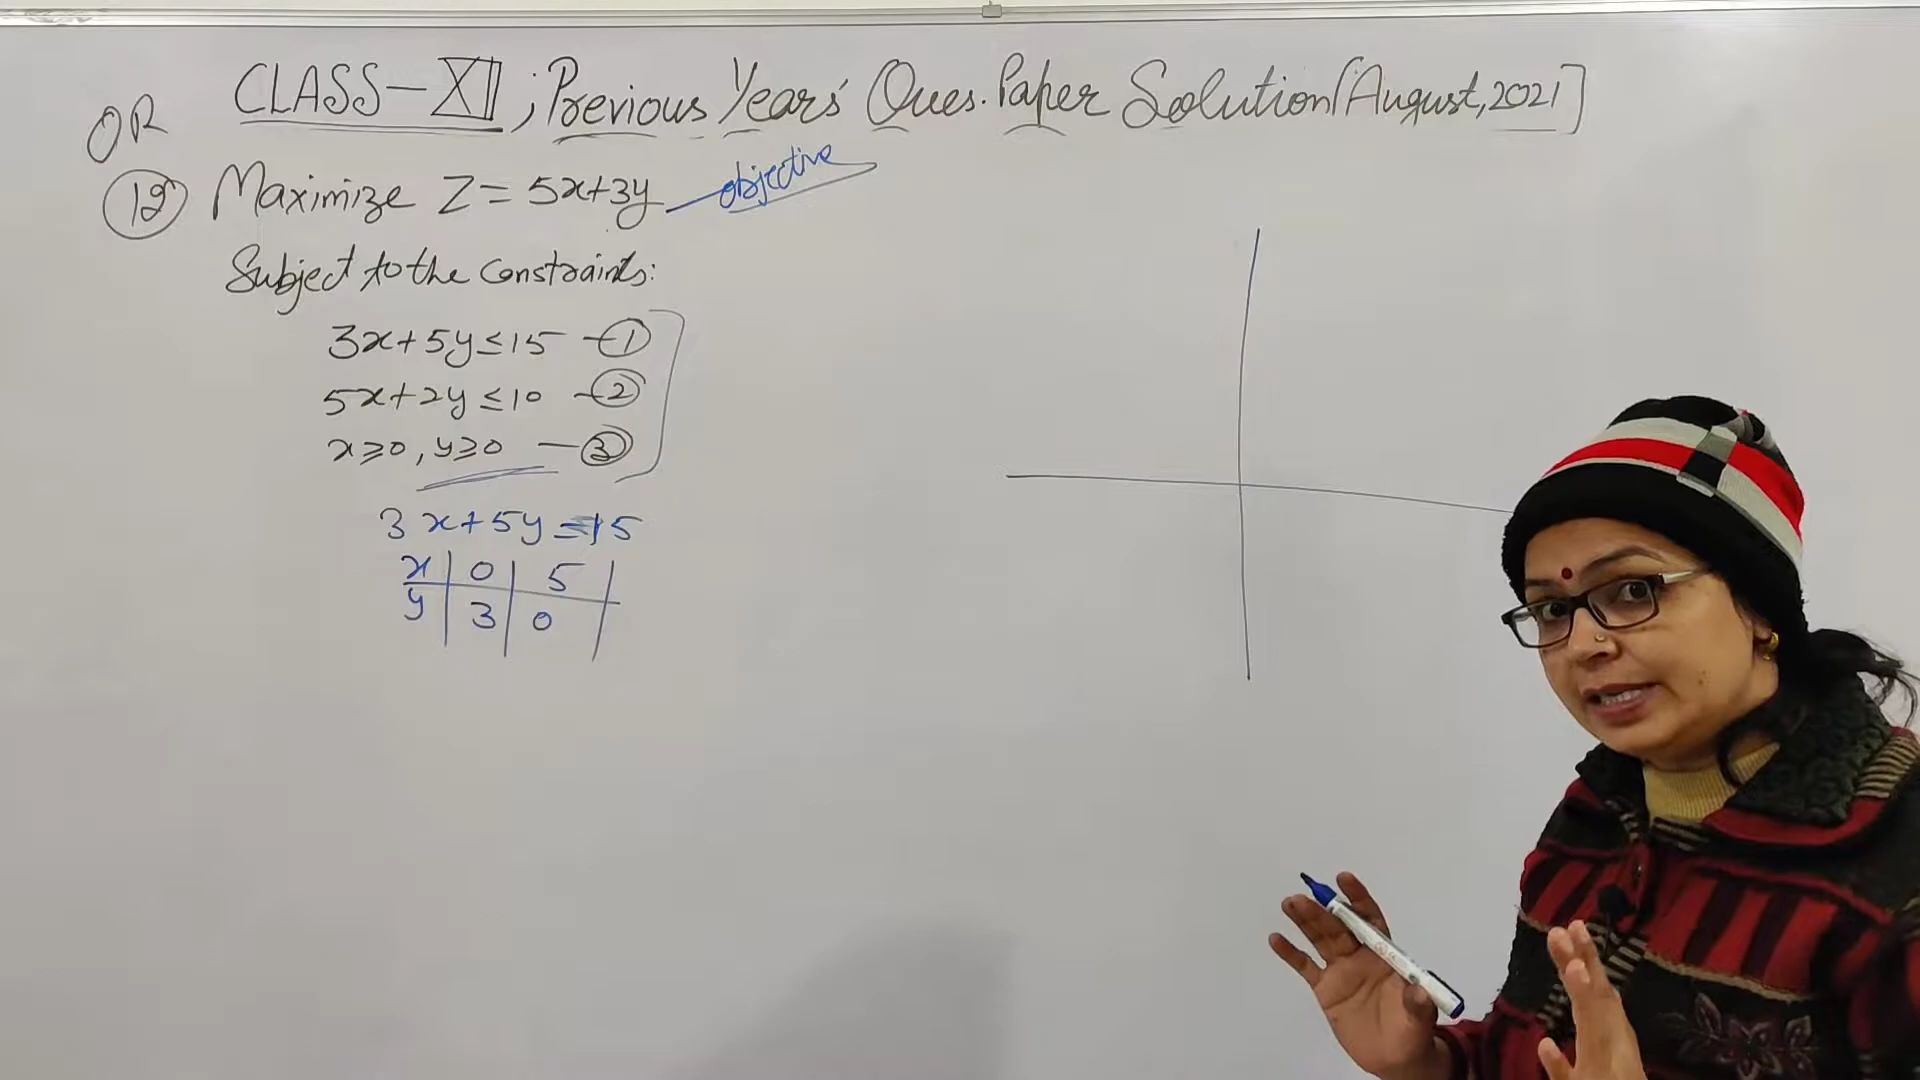 CLASS-XII; Previous Years' Ques. Paper Solution [August, 2021]
OR
12 Maximize Z = 5x+3y objective
Subject to the Constraints:
3x+5y≤15 -①
5x+2y≤10 -②
x≥0, y≥0 -③
3x+5y=15
x | 0 | 5 |
y | 3 | 0 |